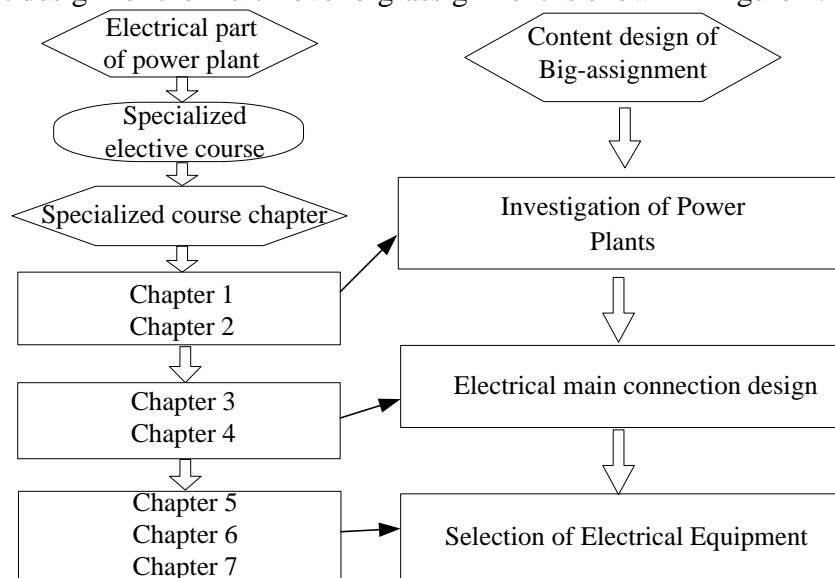 Electrical part
of power plant
Specialized
elective course
Specialized course chapter
Chapter 1
Chapter 2
Chapter 3
Chapter 4
Chapter 5
Chapter 6
Chapter 7
Content design of
Big-assignment
Investigation of Power
Plants
Electrical main connection design
Selection of Electrical Equipment